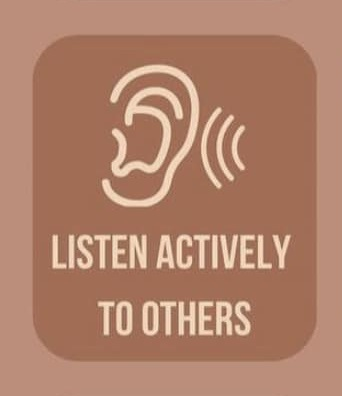 LISTEN ACTIVELY
TO OTHERS